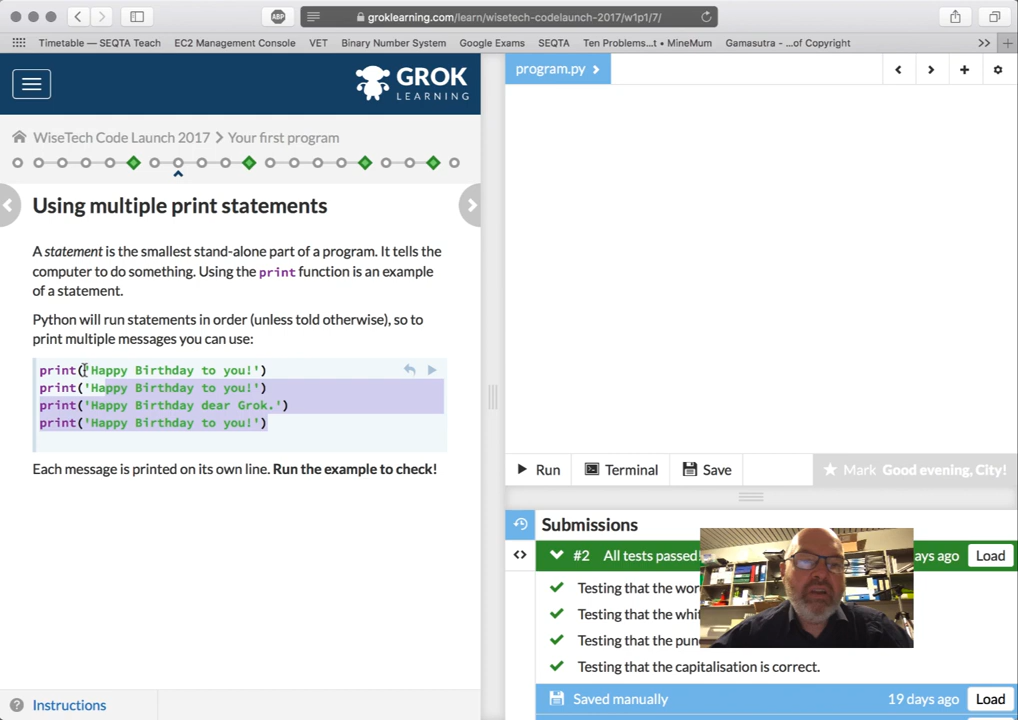 ABP
groklearning.com/learn/wisetech-codelaunch-2017/w1p1/7/
Timetable — SEQTA Teach EC2 Management Console VET Binary Number System Google Exams SEQTA Ten Problems...t • MineMum Gamasutra - ...of Copyright
GROK
LEARNING
WiseTech Code Launch 2017 > Your first program
Using multiple print statements
A statement is the smallest stand-alone part of a program. It tells the
computer to do something. Using the print function is an example
of a statement.
Python will run statements in order (unless told otherwise), so to
print multiple messages you can use:
print('Happy Birthday to you!')
print('Happy Birthday to you!')
print('Happy Birthday dear Grok.')
print('Happy Birthday to you!')
Each message is printed on its own line. Run the example to check!
Instructions
program.py
Run Terminal Save Mark Good evening, City!
Submissions
#2 All tests passed ays ago Load
Testing that the wor
Testing that the whit
Testing that the pun
Testing that the capitalisation is correct.
Saved manually 19 days ago Load